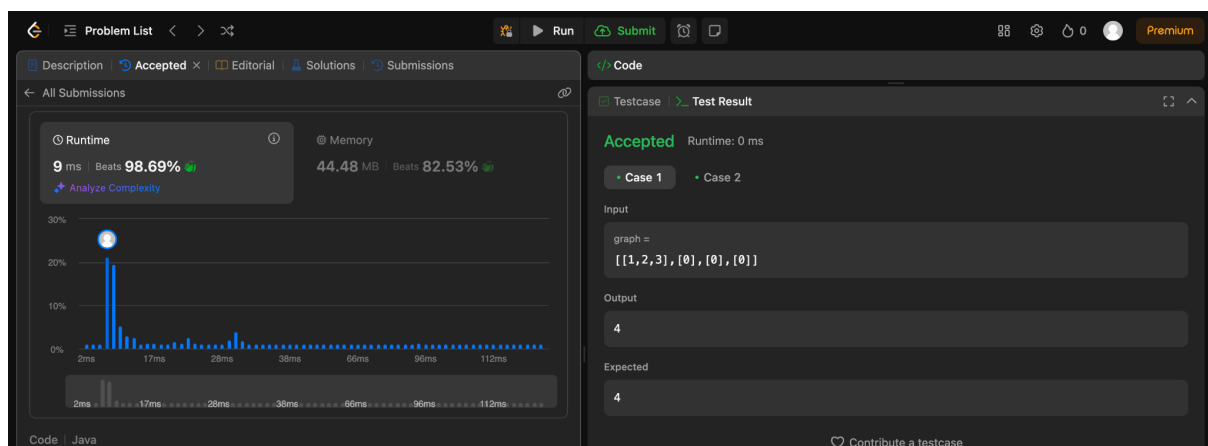 Problem List
Run
Submit
0
Premium
Description
Accepted
Editorial
Solutions
Submissions
All Submissions
Runtime
9 ms | Beats 98.69%
Analyze Complexity
Memory
44.48 MB | Beats 82.53%
30%
20%
10%
0%
2ms 17ms 28ms 38ms 66ms 96ms 112ms
2ms 17ms 28ms 38ms 66ms 96ms 112ms
Code | Java
</> Code
Testcase | >_ Test Result
Accepted Runtime: 0 ms
• Case 1 • Case 2
Input
graph =
[[1,2,3],[0],[0],[0]]
Output
4
Expected
4
Contribute a testcase